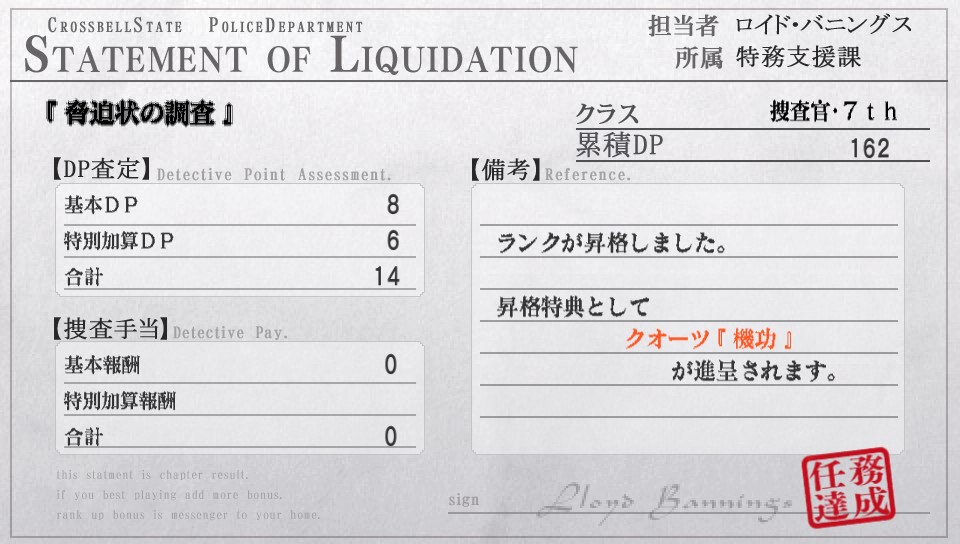 CROSSBELLSTATE POLICEDEPARTMENT
STATEMENT OF LIQUIDATION
担当者 ロイド・バニングス
所属 特務支援課
『脅迫状の調査』
クラス 捜査官・7th
累積DP 162
【DP査定】Detective Point Assessment.
基本DP 8
特別加算DP 6
合計 14
【捜査手当】Detective Pay.
基本報酬 0
特別加算報酬
合計 0
【備考】Reference.
ランクが昇格しました。
昇格特典として
クオーツ『機功』
が進呈されます。
this statment is chapter result.
if you best playing add more bonus.
rank up bonus is messenger to your home.
sign Lloyd Bannings
任務
達成